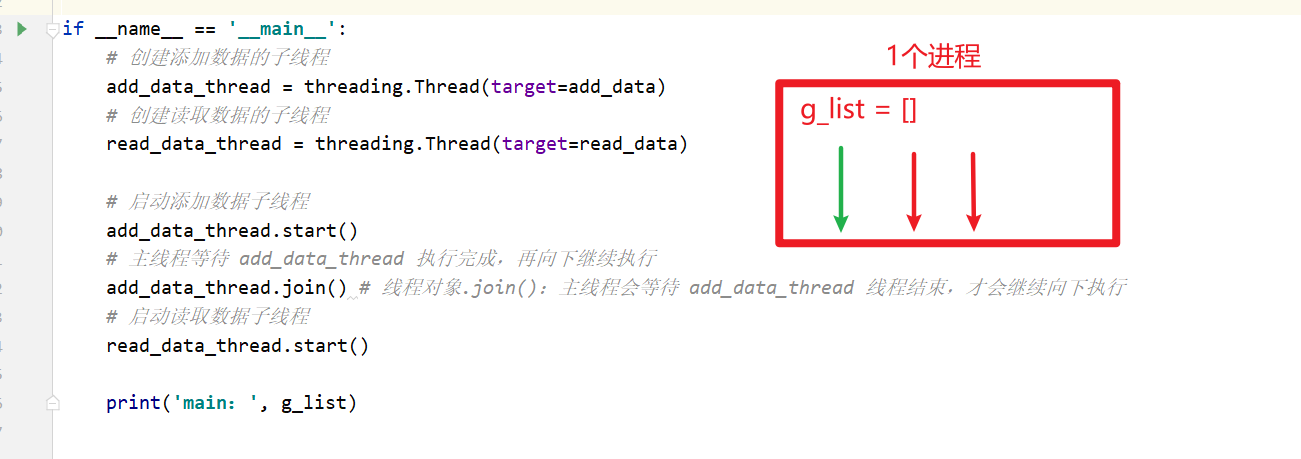 if __name__ == '__main__':
# 创建添加数据的子线程
add_data_thread = threading.Thread(target=add_data)
# 创建读取数据的子线程
read_data_thread = threading.Thread(target=read_data)
# 启动添加数据子线程
add_data_thread.start()
# 主线程等待 add_data_thread 执行完成，再向下继续执行
add_data_thread.join() # 线程对象.join()：主线程会等待 add_data_thread 线程结束，才会继续向下执行
# 启动读取数据子线程
read_data_thread.start()
print('main：', g_list)
1个进程
g_list = []